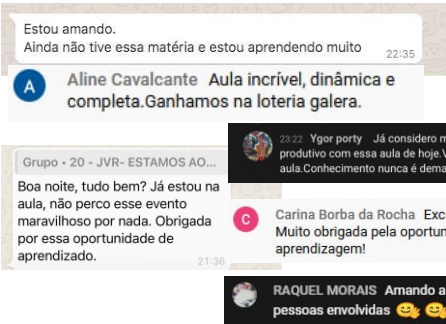 Estou amando.
Ainda não tive essa matéria e estou aprendendo muito
22:35
A
Aline Cavalcante Aula incrível, dinâmica e
completa.Ganhamos na loteria galera.
23:22 Ygor porty Já considero m
produtivo com essa aula de hoje.V
aula.Conhecimento nunca é dema
Grupo • 20 - JVR- ESTAMOS AO...
Boa noite, tudo bem? Já estou na
aula, não perco esse evento
maravilhoso por nada. Obrigada
por essa oportunidade de
aprendizado.
21:36
C
Carina Borba da Rocha Exc
Muito obrigada pela oportun
aprendizagem!
RAQUEL MORAIS Amando a
pessoas envolvidas